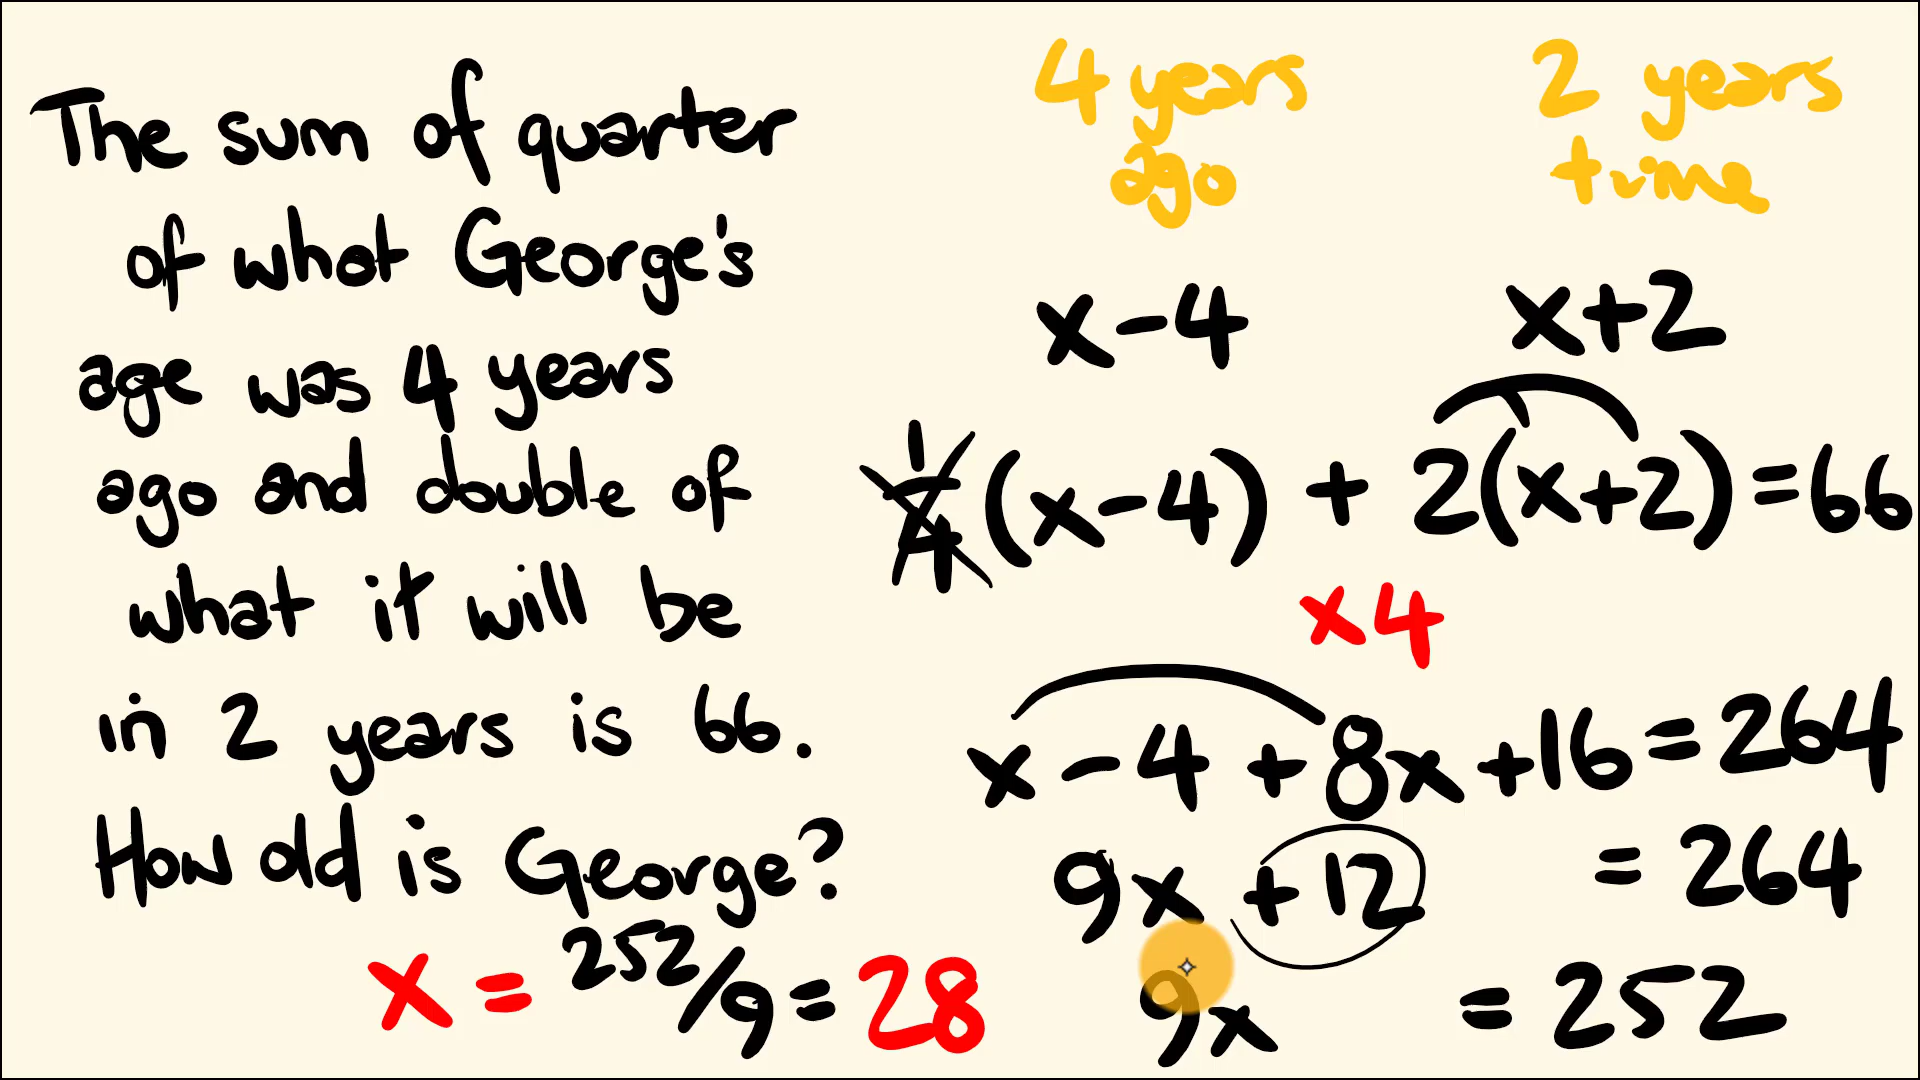 The sum of quarter
of what George's
age was 4 years
ago and double of
what it will be
in 2 years is 66.
How old is George?
x = 252/9 = 28
4 years
ago
2 years
time
x-4
x+2
1/4(x-4) + 2(x+2)=66
x4
x-4+8x+16=264
9x+12 = 264
9x = 252